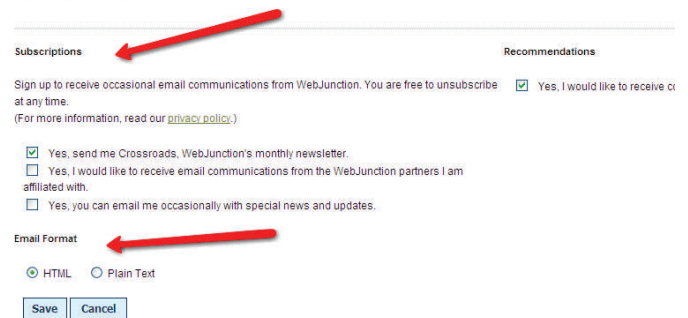 Subscriptions
Sign up to receive occasional email communications from WebJunction. You are free to unsubscribe
at any time.
(For more information, read our privacy policy.)
Yes, send me Crossroads, WebJunction's monthly newsletter.
Yes, I would like to receive email communications from the WebJunction partners I am
affiliated with.
Yes, you can email me occasionally with special news and updates.
Email Format
HTML Plain Text
Save Cancel
Recommendations
Yes, I would like to receive